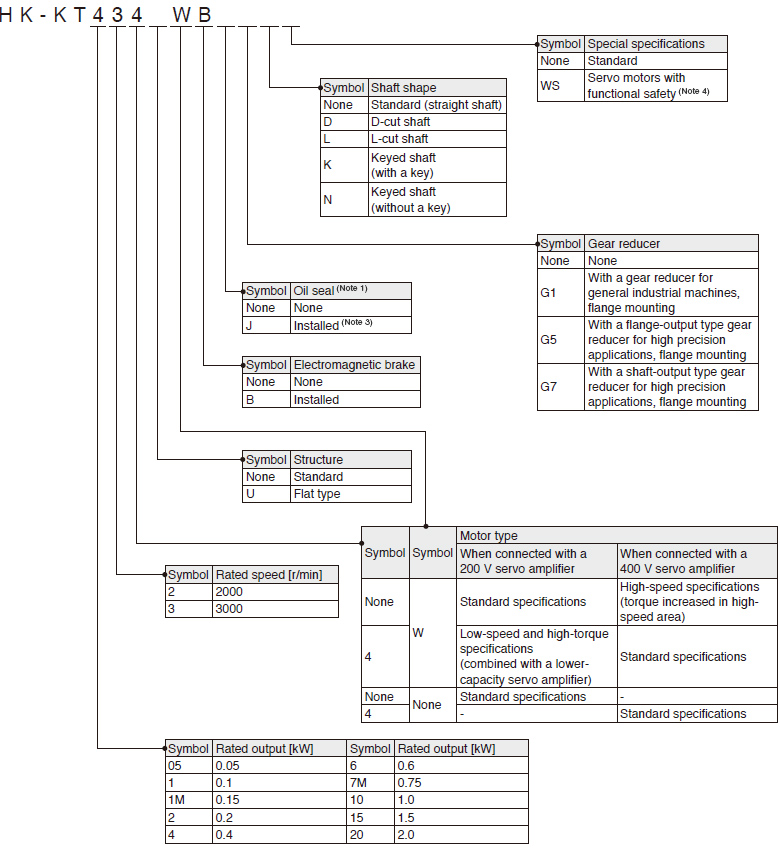 HK-KT434 WB
Symbol Special specifications
None Standard
WS Servo motors with
functional safety (Note 4)
Symbol Shaft shape
None Standard (straight shaft)
D D-cut shaft
L L-cut shaft
K Keyed shaft
(with a key)
N Keyed shaft
(without a key)
Symbol Gear reducer
None None
G1 With a gear reducer for
general industrial machines,
flange mounting
G5 With a flange-output type gear
reducer for high precision
applications, flange mounting
G7 With a shaft-output type gear
reducer for high precision
applications, flange mounting
Symbol Oil seal (Note 1)
None None
J Installed (Note 3)
Symbol Electromagnetic brake
None None
B Installed
Symbol Structure
None Standard
U Flat type
Symbol Symbol Motor type
When connected with a
200 V servo amplifier
When connected with a
400 V servo amplifier
None W Standard specifications
High-speed specifications
(torque increased in high-
speed area)
4 Low-speed and high-torque
specifications
(combined with a lower-
capacity servo amplifier)
Standard specifications
None None Standard specifications -
4 - Standard specifications
Symbol Rated speed [r/min]
2 2000
3 3000
Symbol Rated output [kW] Symbol Rated output [kW]
05 0.05 6 0.6
1 0.1 7M 0.75
1M 0.15 10 1.0
2 0.2 15 1.5
4 0.4 20 2.0